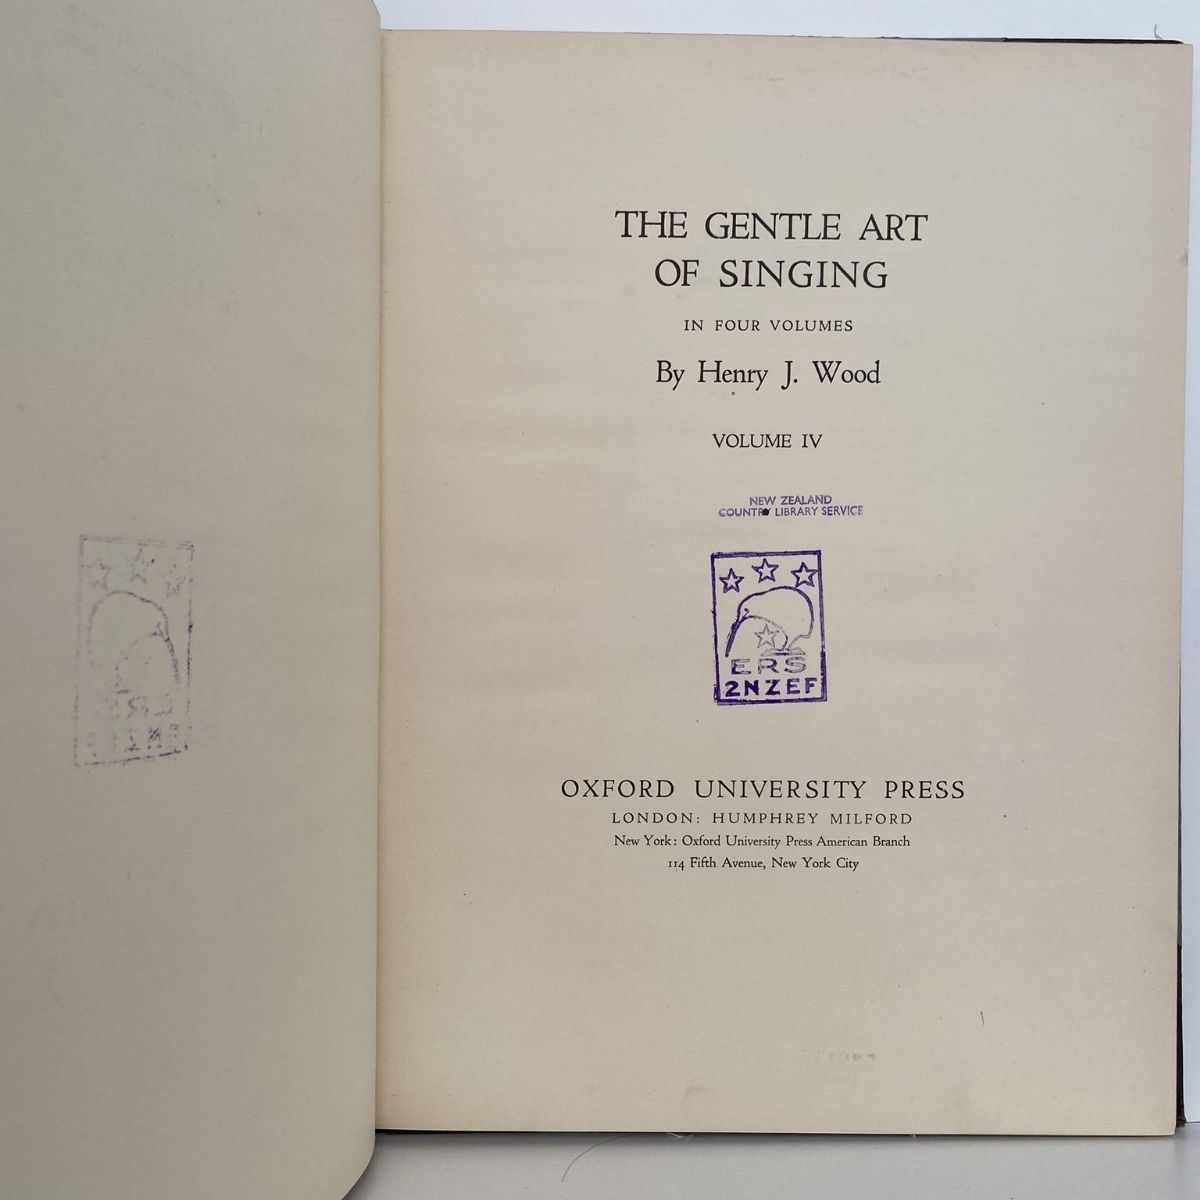 THE GENTLE ART
OF SINGING
IN FOUR VOLUMES
By Henry J. Wood
VOLUME IV
NEW ZEALAND
COUNTRY LIBRARY SERVICE
ERS
2NZEF
OXFORD UNIVERSITY PRESS
LONDON: HUMPHREY MILFORD
New York: Oxford University Press American Branch
114 Fifth Avenue, New York City